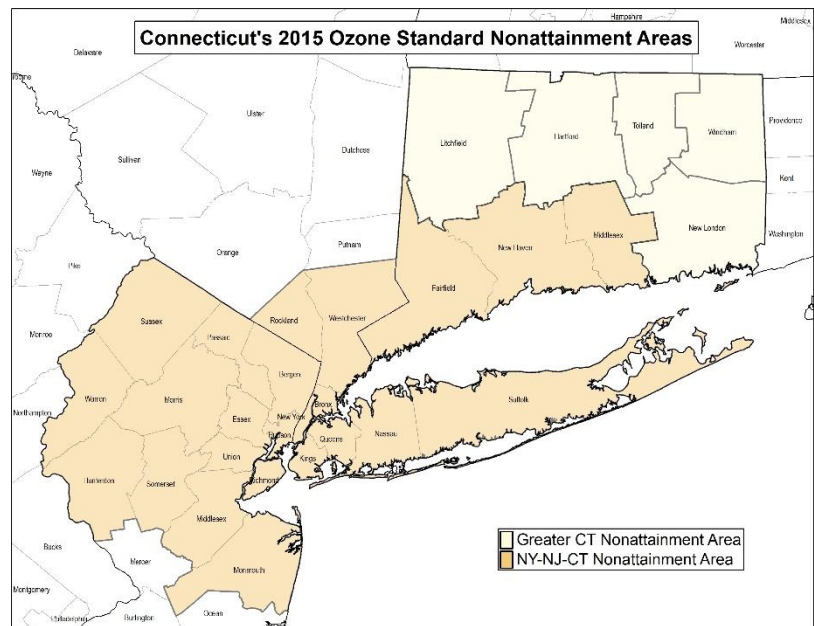 Hampshire
Middlesex
Connecticut's 2015 Ozone Standard Nonattainment Areas
Delaware
Worcester
Ulster
Litchfield
Hartford
Tolland
Windham
Providence
Sullivan
Dutchess
Wayne
Kent
Orange
Putnam
New Haven
Middlesex
New London
Washington
Pike
Fairfield
Sussex
Rockland
Westchester
Monroe
Passaic
Bergen
Warren
Morris
Suffolk
Bronx
Northampton
Essex
New York
Hudson
Queens
Nassau
Union
Kings
Hunterdon
Somerset
Richmond
Middlesex
Greater CT Nonattainment Area
Bucks
Mercer
NY-NJ-CT Nonattainment Area
Monmouth
Montgomery
Ocean
Philadelphia
Burlington